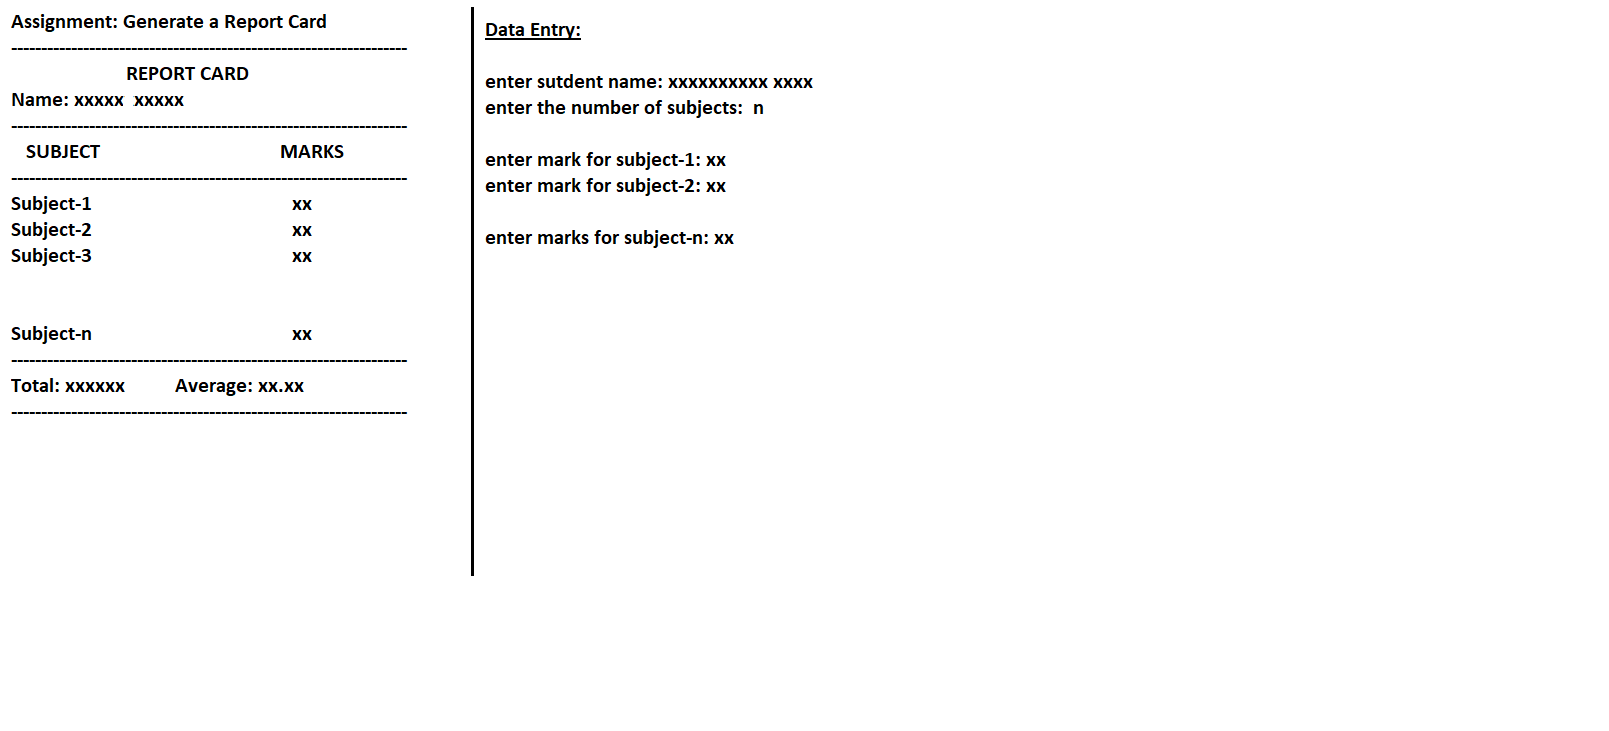 Assignment: Generate a Report Card
------------------------------------------------------------------
REPORT CARD
Name: xxxxx  xxxxx
------------------------------------------------------------------
SUBJECT MARKS
------------------------------------------------------------------
Subject-1 xx
Subject-2 xx
Subject-3 xx
Subject-n xx
------------------------------------------------------------------
Total: xxxxxx Average: xx.xx
------------------------------------------------------------------
Data Entry:
enter sutdent name: xxxxxxxxxx xxxx
enter the number of subjects:  n
enter mark for subject-1: xx
enter mark for subject-2: xx
enter marks for subject-n: xx